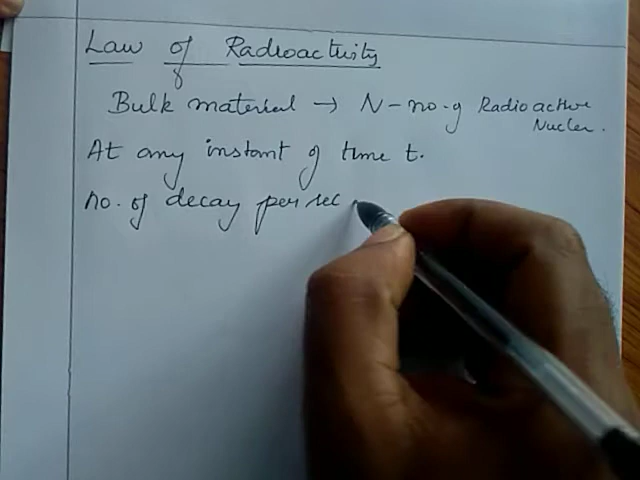 Law of Radioactivity
Bulk material → N - no. of Radioactive
Nuclei.
At any instant of time t.
no. of decay per sec